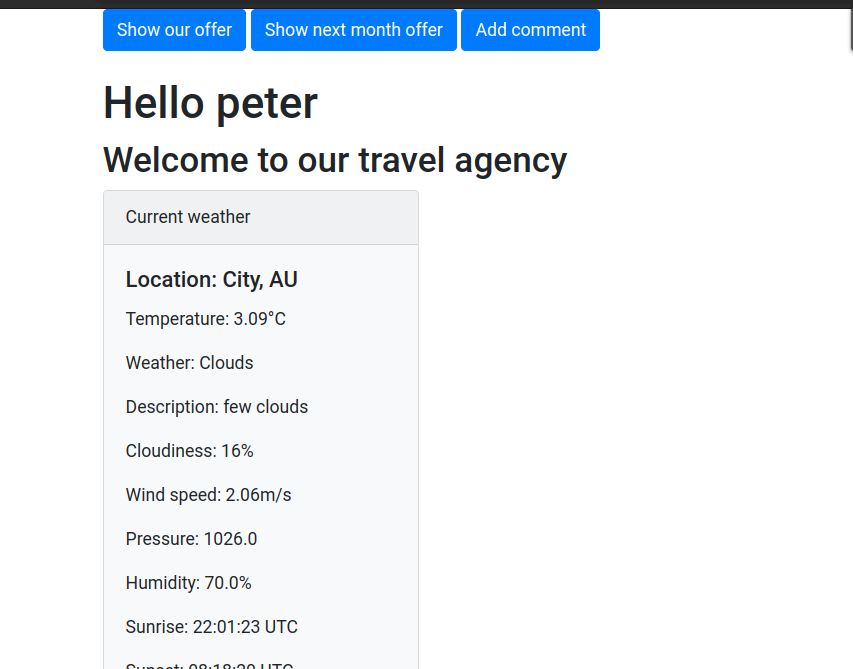 Show our offer Show next month offer Add comment
Hello peter
Welcome to our travel agency
Current weather
Location: City, AU
Temperature: 3.09°C
Weather: Clouds
Description: few clouds
Cloudiness: 16%
Wind speed: 2.06m/s
Pressure: 1026.0
Humidity: 70.0%
Sunrise: 22:01:23 UTC
Sunset: UTC